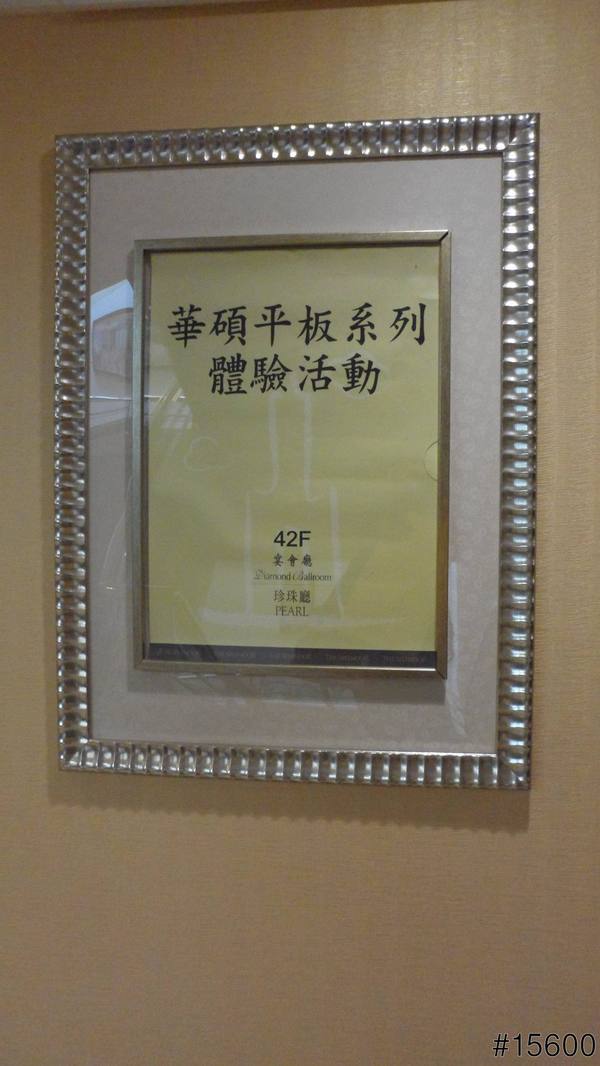 華碩平板系列
體驗活動
42F
宴會廳
Diamond Ballroom
珍珠廳
PEARL
#15600